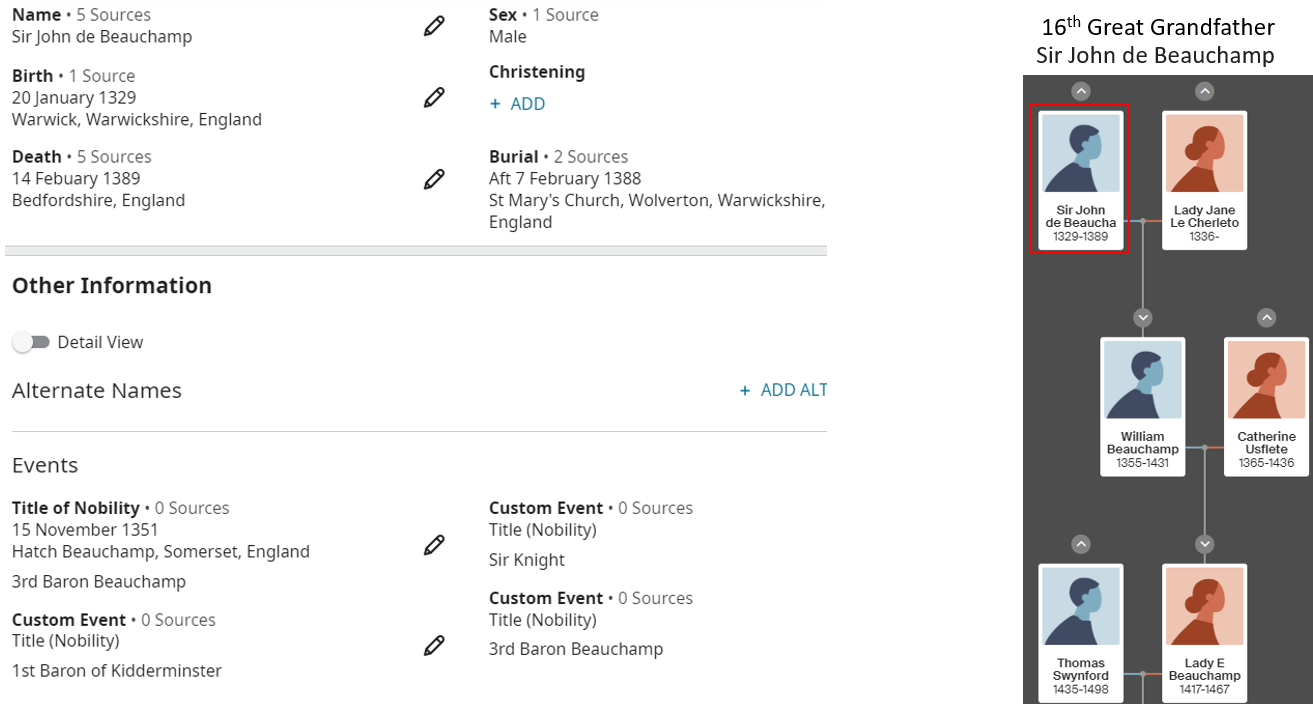 Name • 5 Sources
Sir John de Beauchamp
Sex • 1 Source
Male
Birth • 1 Source
20 January 1329
Warwick, Warwickshire, England
Christening
+ ADD
Death • 5 Sources
14 Febuary 1389
Bedfordshire, England
Burial • 2 Sources
Aft 7 February 1388
St Mary's Church, Wolverton, Warwickshire,
England
Other Information
Detail View
Alternate Names
+ ADD ALT
Events
Title of Nobility • 0 Sources
15 November 1351
Hatch Beauchamp, Somerset, England
3rd Baron Beauchamp
Custom Event • 0 Sources
Title (Nobility)
Sir Knight
Custom Event • 0 Sources
Title (Nobility)
1st Baron of Kidderminster
Custom Event • 0 Sources
Title (Nobility)
3rd Baron Beauchamp
16th Great Grandfather
Sir John de Beauchamp
Sir John
de Beaucha
1329-1389
Lady Jane
Le Cherleto
1336-
William
Beauchamp
1355-1431
Catherine
Usflete
1365-1436
Thomas
Swynford
1435-1498
Lady E
Beauchamp
1417-1467